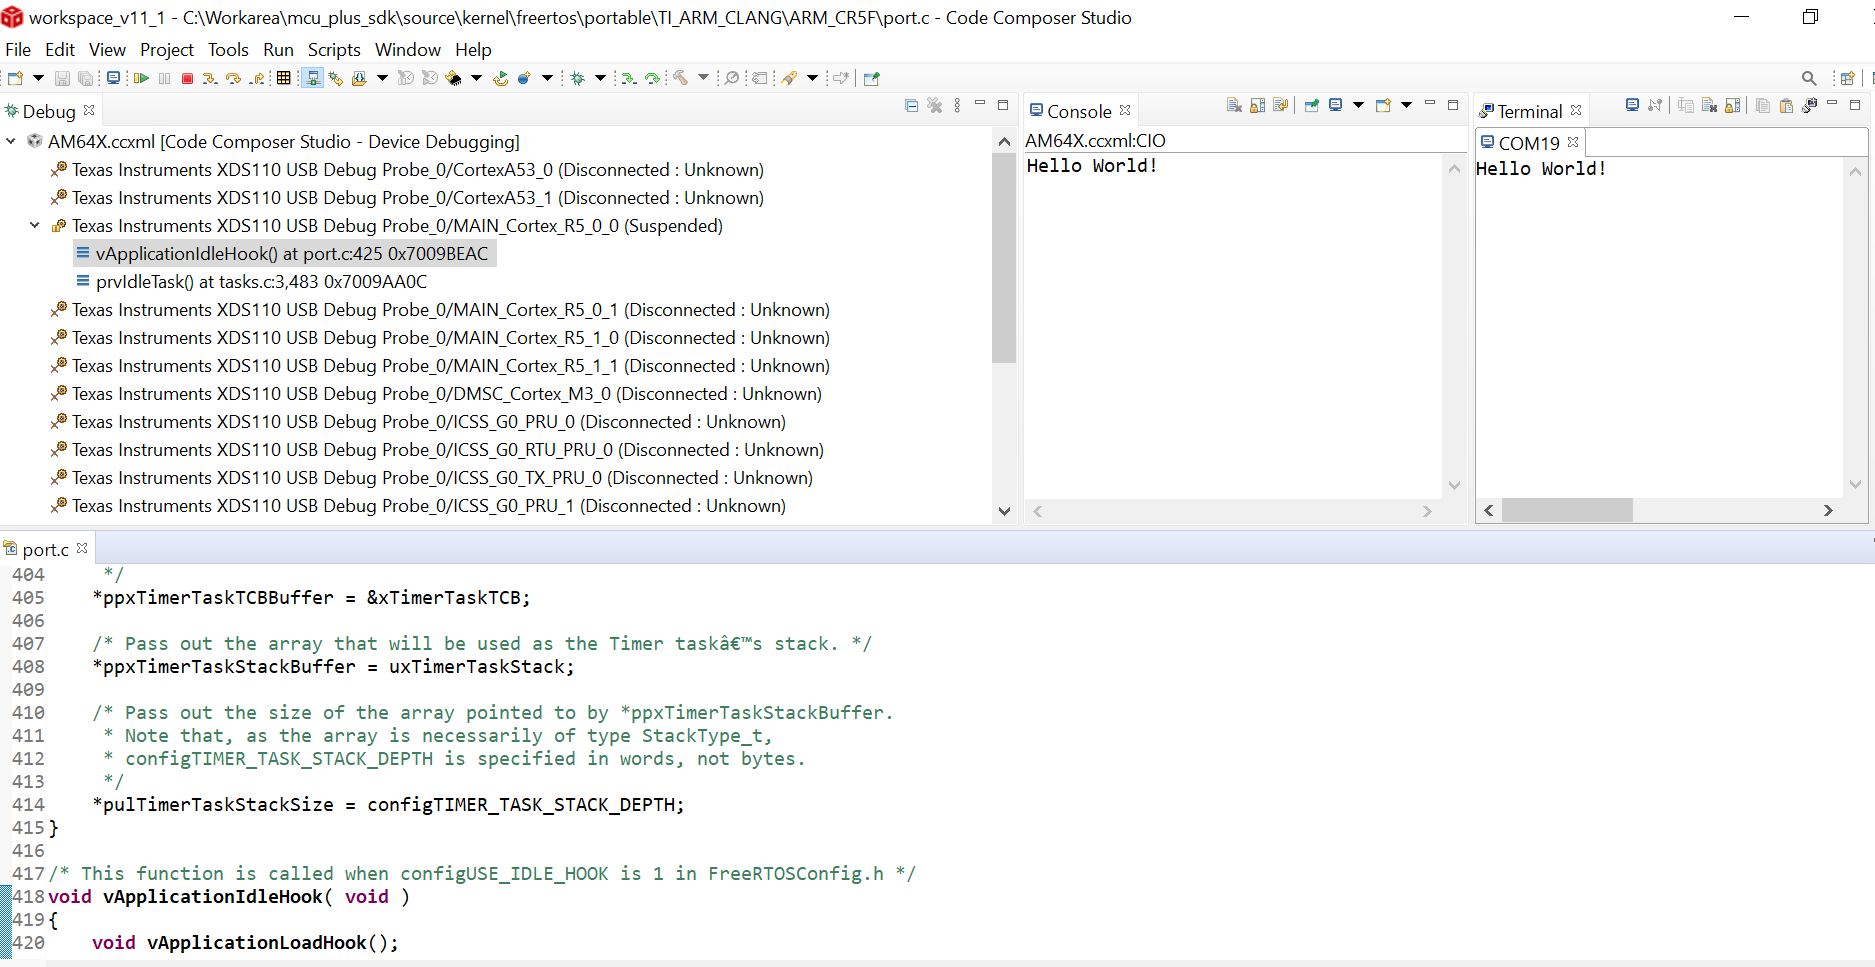 workspace_v11_1 - C:\Workarea\mcu_plus_sdk\source\kernel\freertos\portable\TI_ARM_CLANG\ARM_CR5F\port.c - Code Composer Studio
File Edit View Project Tools Run Scripts Window Help
Debug
AM64X.ccxml [Code Composer Studio - Device Debugging]
Texas Instruments XDS110 USB Debug Probe_0/CortexA53_0 (Disconnected : Unknown)
Texas Instruments XDS110 USB Debug Probe_0/CortexA53_1 (Disconnected : Unknown)
Texas Instruments XDS110 USB Debug Probe_0/MAIN_Cortex_R5_0_0 (Suspended)
vApplicationIdleHook() at port.c:425 0x7009BEAC
prvIdleTask() at tasks.c:3,483 0x7009AA0C
Texas Instruments XDS110 USB Debug Probe_0/MAIN_Cortex_R5_0_1 (Disconnected : Unknown)
Texas Instruments XDS110 USB Debug Probe_0/MAIN_Cortex_R5_1_0 (Disconnected : Unknown)
Texas Instruments XDS110 USB Debug Probe_0/MAIN_Cortex_R5_1_1 (Disconnected : Unknown)
Texas Instruments XDS110 USB Debug Probe_0/DMSC_Cortex_M3_0 (Disconnected : Unknown)
Texas Instruments XDS110 USB Debug Probe_0/ICSS_G0_PRU_0 (Disconnected : Unknown)
Texas Instruments XDS110 USB Debug Probe_0/ICSS_G0_RTU_PRU_0 (Disconnected : Unknown)
Texas Instruments XDS110 USB Debug Probe_0/ICSS_G0_TX_PRU_0 (Disconnected : Unknown)
Texas Instruments XDS110 USB Debug Probe_0/ICSS_G0_PRU_1 (Disconnected : Unknown)
Console
AM64X.ccxml:CIO
Hello World!
Terminal
COM19
Hello World!
port.c
404 */
405 *ppxTimerTaskTCBBuffer = &xTimerTaskTCB;
406
407 /* Pass out the array that will be used as the Timer taskâ€™s stack. */
408 *ppxTimerTaskStackBuffer = uxTimerTaskStack;
409
410 /* Pass out the size of the array pointed to by *ppxTimerTaskStackBuffer.
411 * Note that, as the array is necessarily of type StackType_t,
412 * configTIMER_TASK_STACK_DEPTH is specified in words, not bytes.
413 */
414 *pulTimerTaskStackSize = configTIMER_TASK_STACK_DEPTH;
415 }
416
417 /* This function is called when configUSE_IDLE_HOOK is 1 in FreeRTOSConfig.h */
418 void vApplicationIdleHook( void )
419 {
420 void vApplicationLoadHook();